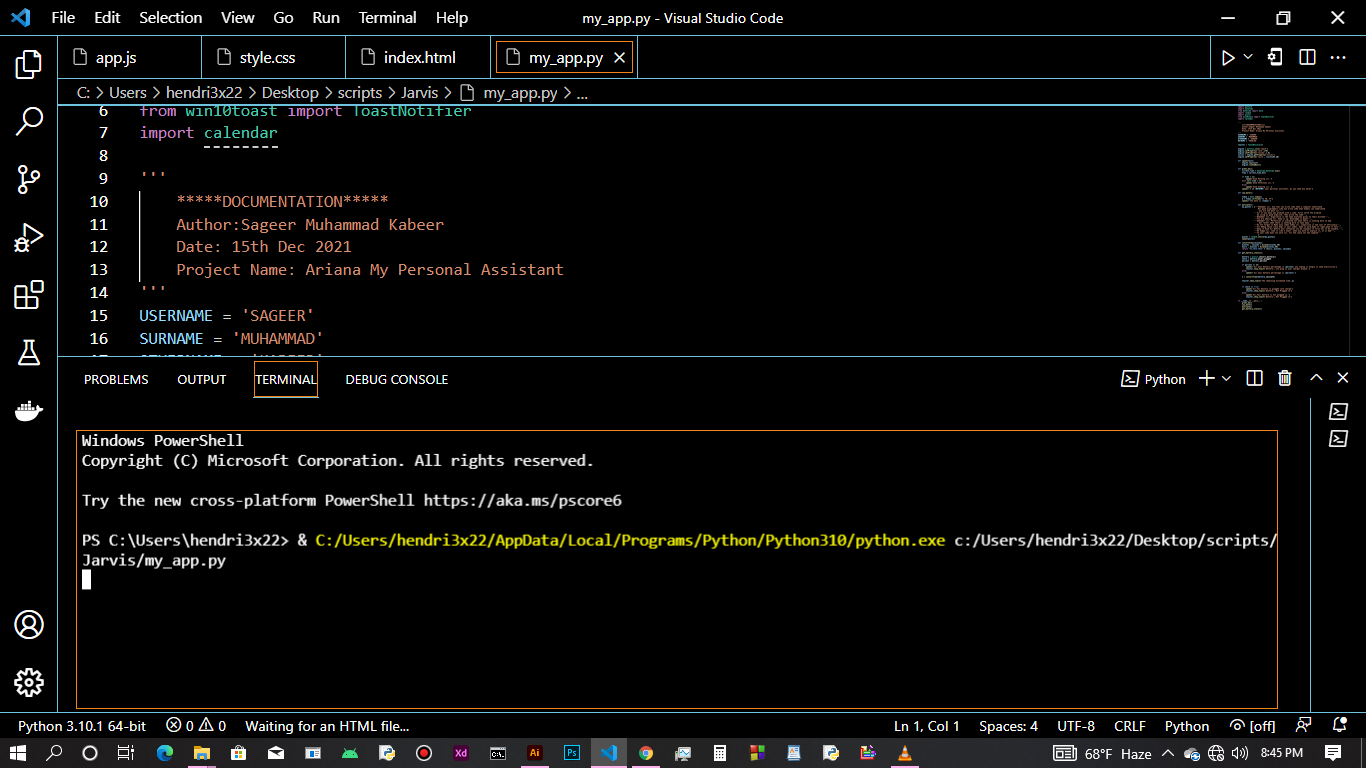 File Edit Selection View Go Run Terminal Help my_app.py - Visual Studio Code
app.js style.css index.html my_app.py
C: > Users > hendri3x22 > Desktop > scripts > Jarvis > my_app.py > ...
6 from win10toast import ToastNotifier
7 import calendar
8
9 '''
10 *****DOCUMENTATION*****
11 Author:Sageer Muhammad Kabeer
12 Date: 15th Dec 2021
13 Project Name: Ariana My Personal Assistant
14 '''
15 USERNAME = 'SAGEER'
16 SURNAME = 'MUHAMMAD'
PROBLEMS OUTPUT TERMINAL DEBUG CONSOLE Python
Windows PowerShell
Copyright (C) Microsoft Corporation. All rights reserved.
Try the new cross-platform PowerShell https://aka.ms/pscore6
PS C:\Users\hendri3x22> & C:/Users/hendri3x22/AppData/Local/Programs/Python/Python310/python.exe c:/Users/hendri3x22/Desktop/scripts/
Jarvis/my_app.py
Python 3.10.1 64-bit 0 0 Waiting for an HTML file... Ln 1, Col 1 Spaces: 4 UTF-8 CRLF Python [off]
Xd Ai Ps 68°F Haze 8:45 PM